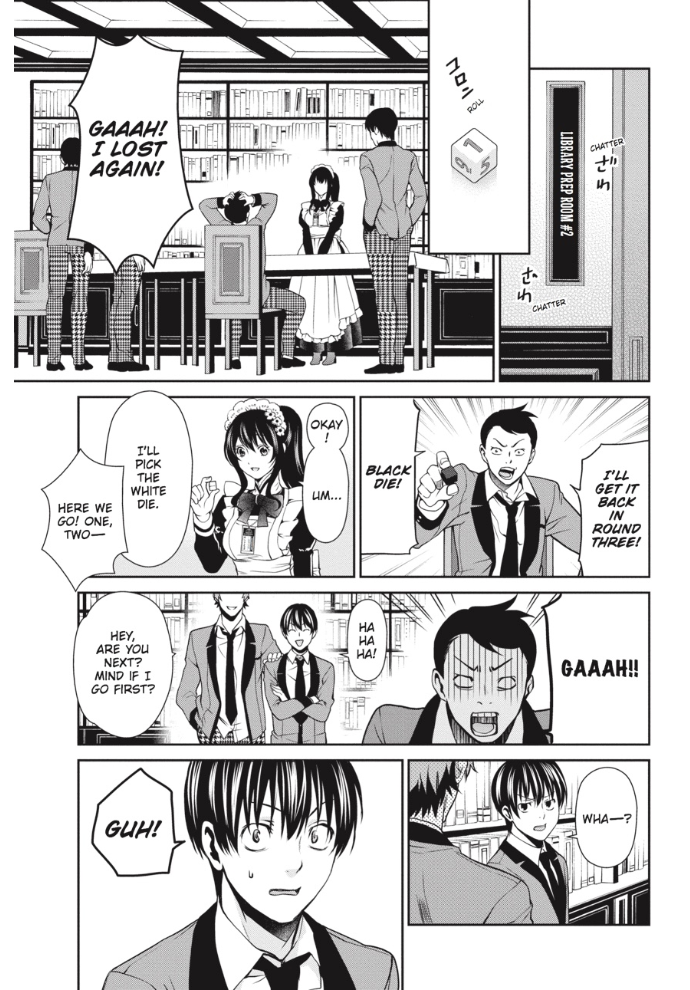 CHATTER
ざわ
LIBRARY PREP ROOM #2
ざわ
CHATTER
コロン
ROLL
GAAAH!
I LOST
AGAIN!
I'LL
GET IT
BACK
IN
ROUND
THREE!
BLACK
DIE!
OKAY
!
UM...
I'LL
PICK
THE
WHITE
DIE.
HERE WE
GO! ONE,
TWO—
GAAAH!!
HA
HA
HA!
HEY,
ARE YOU
NEXT?
MIND IF I
GO FIRST?
WHA—?
GUH!